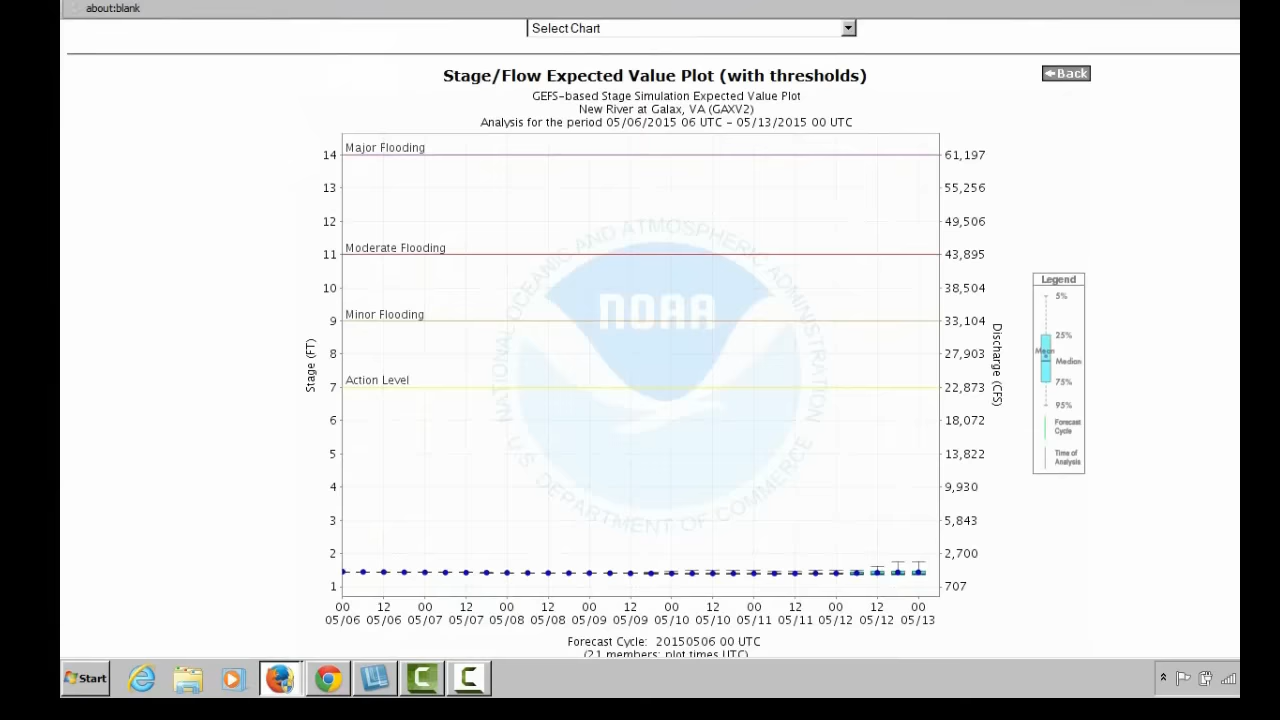 about:blank
Select Chart
Stage/Flow Expected Value Plot (with thresholds)
Back
GEFS-based Stage Simulation Expected Value Plot
New River at Galax, VA (GAXV2)
Analysis for the period 05/06/2015 06 UTC - 05/13/2015 00 UTC
Major Flooding
14 61,197
13 55,256
12 49,506
Moderate Flooding
11 43,895
10 38,504
Minor Flooding
9 33,104
8 27,903
Action Level
7 22,873
6 18,072
5 13,822
4 9,930
3 5,843
2 2,700
1 707
Stage (FT)
Discharge (CFS)
NATIONAL OCEANIC AND ATMOSPHERIC ADMINISTRATION
NOAA
U.S. DEPARTMENT OF COMMERCE
Legend
5%
25%
Mean
Median
75%
95%
Forecast
Cycle
Time of
Analysis
00 12 00 12 00 12 00 12 00 12 00 12 00 12 00
05/06 05/06 05/07 05/07 05/08 05/08 05/09 05/09 05/10 05/10 05/11 05/11 05/12 05/12 05/13
Forecast Cycle: 20150506 00 UTC
(21 members; plot times UTC)
Start